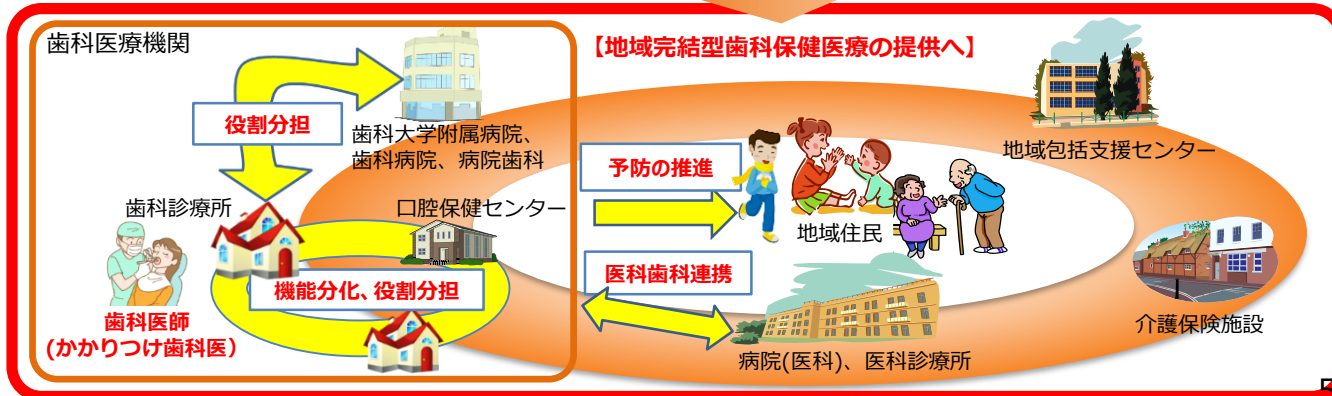 歯科医療機関
【地域完結型歯科保健医療の提供へ】
役割分担
歯科大学附属病院、
歯科病院、病院歯科
地域包括支援センター
予防の推進
歯科診療所
口腔保健センター
地域住民
医科歯科連携
機能分化、役割分担
歯科医師
(かかりつけ歯科医）
介護保険施設
病院(医科)、医科診療所